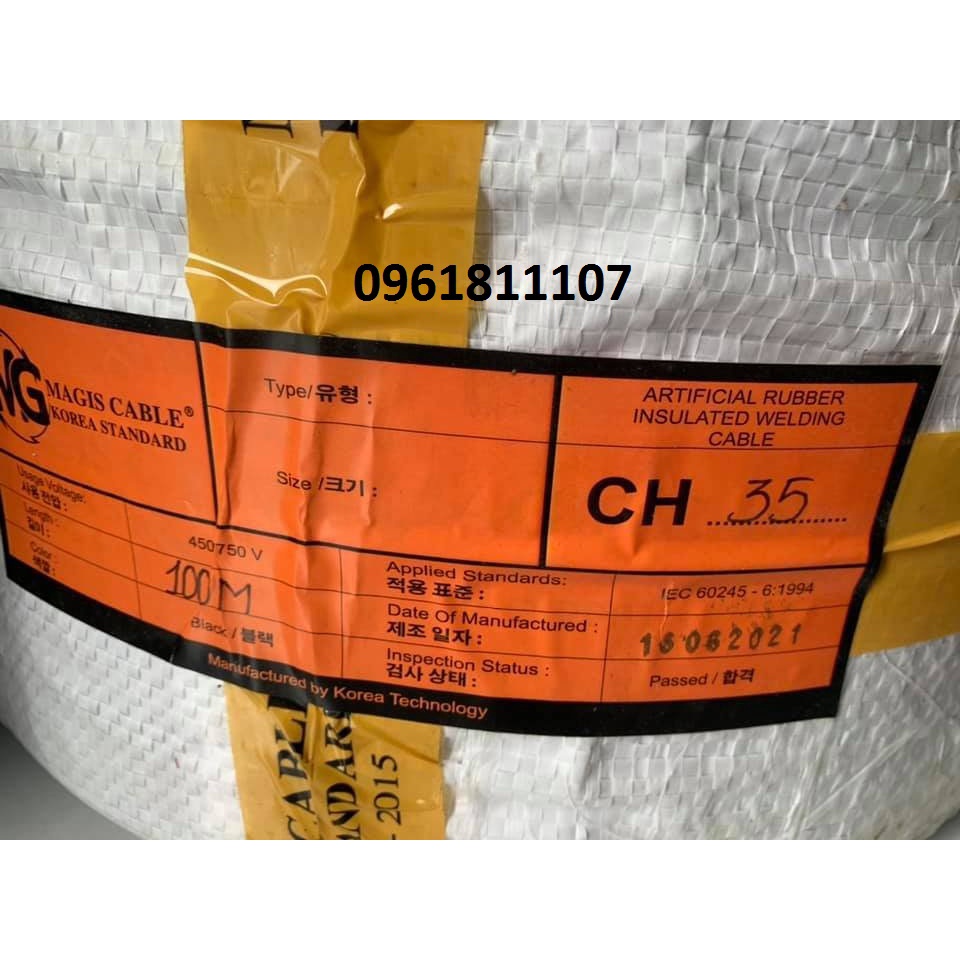 0961811107
NG
MAGIS CABLE®
KOREA STANDARD
Type/유형 :
Size /크기 :
ARTIFICIAL RUBBER
INSULATED WELDING
CABLE
CH 35
Usage Voltage:
사용 전압 :
450750 V
Length :
길이 :
100M
Color :
색깔 :
Black / 블랙
Applied Standards:
적용 표준 :
IEC 60245 - 6:1994
Date Of Manufactured :
제조 일자 :
16062021
Inspection Status :
검사 상태 :
Passed / 합격
Manufactured by Korea Technology
- 2015